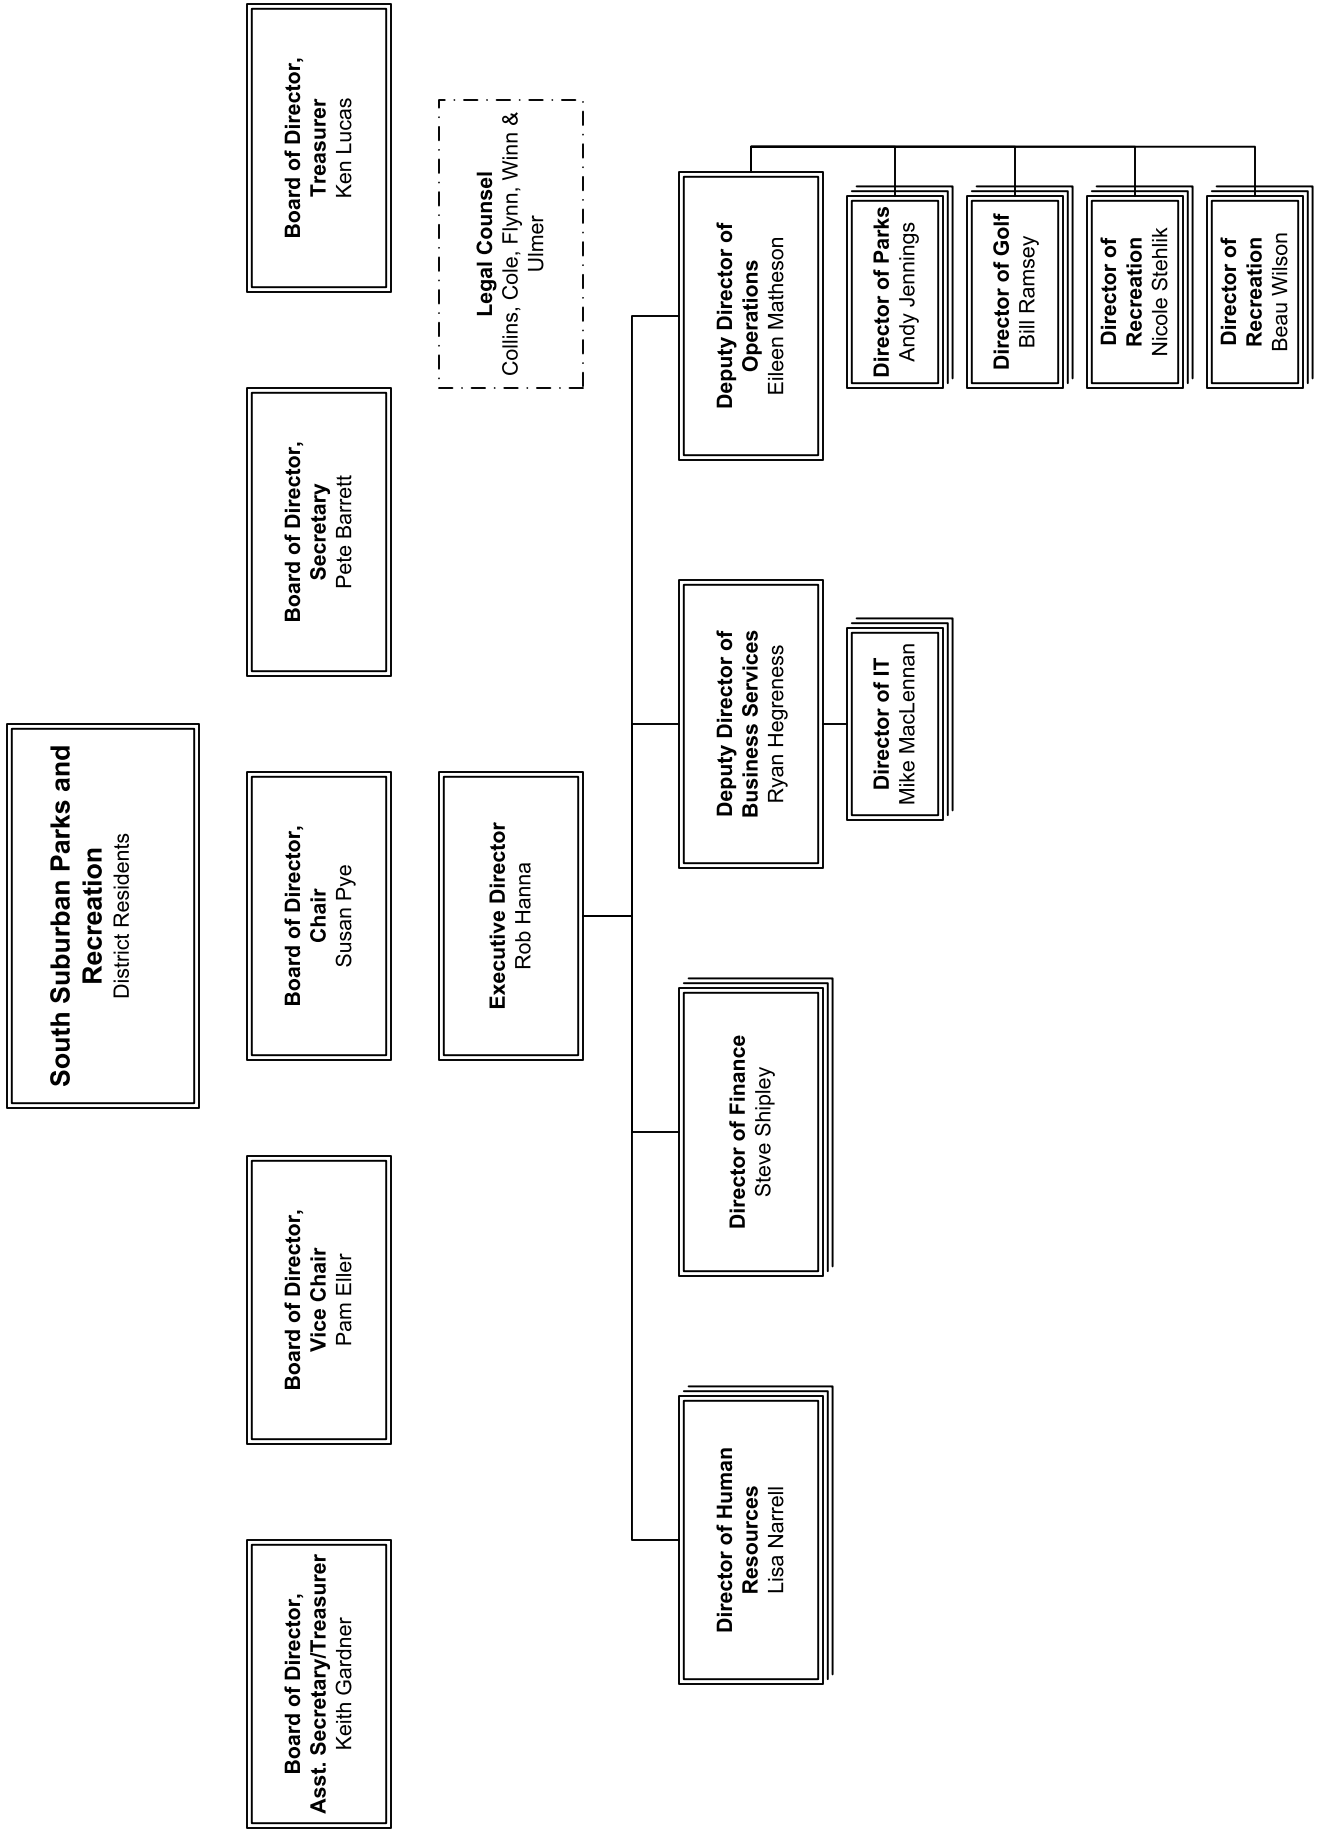 South Suburban Parks and
Recreation
District Residents
Board of Director,
Asst. Secretary/Treasurer
Keith Gardner
Board of Director,
Vice Chair
Pam Eller
Board of Director,
Chair
Susan Pye
Board of Director,
Secretary
Pete Barrett
Board of Director,
Treasurer
Ken Lucas
Executive Director
Rob Hanna
Legal Counsel
Collins, Cole, Flynn, Winn &
Ulmer
Director of Human
Resources
Lisa Narrell
Director of Finance
Steve Shipley
Deputy Director of
Business Services
Ryan Hegreness
Deputy Director of
Operations
Eileen Matheson
Director of IT
Mike MacLennan
Director of Parks
Andy Jennings
Director of Golf
Bill Ramsey
Director of
Recreation
Nicole Stehlik
Director of
Recreation
Beau Wilson